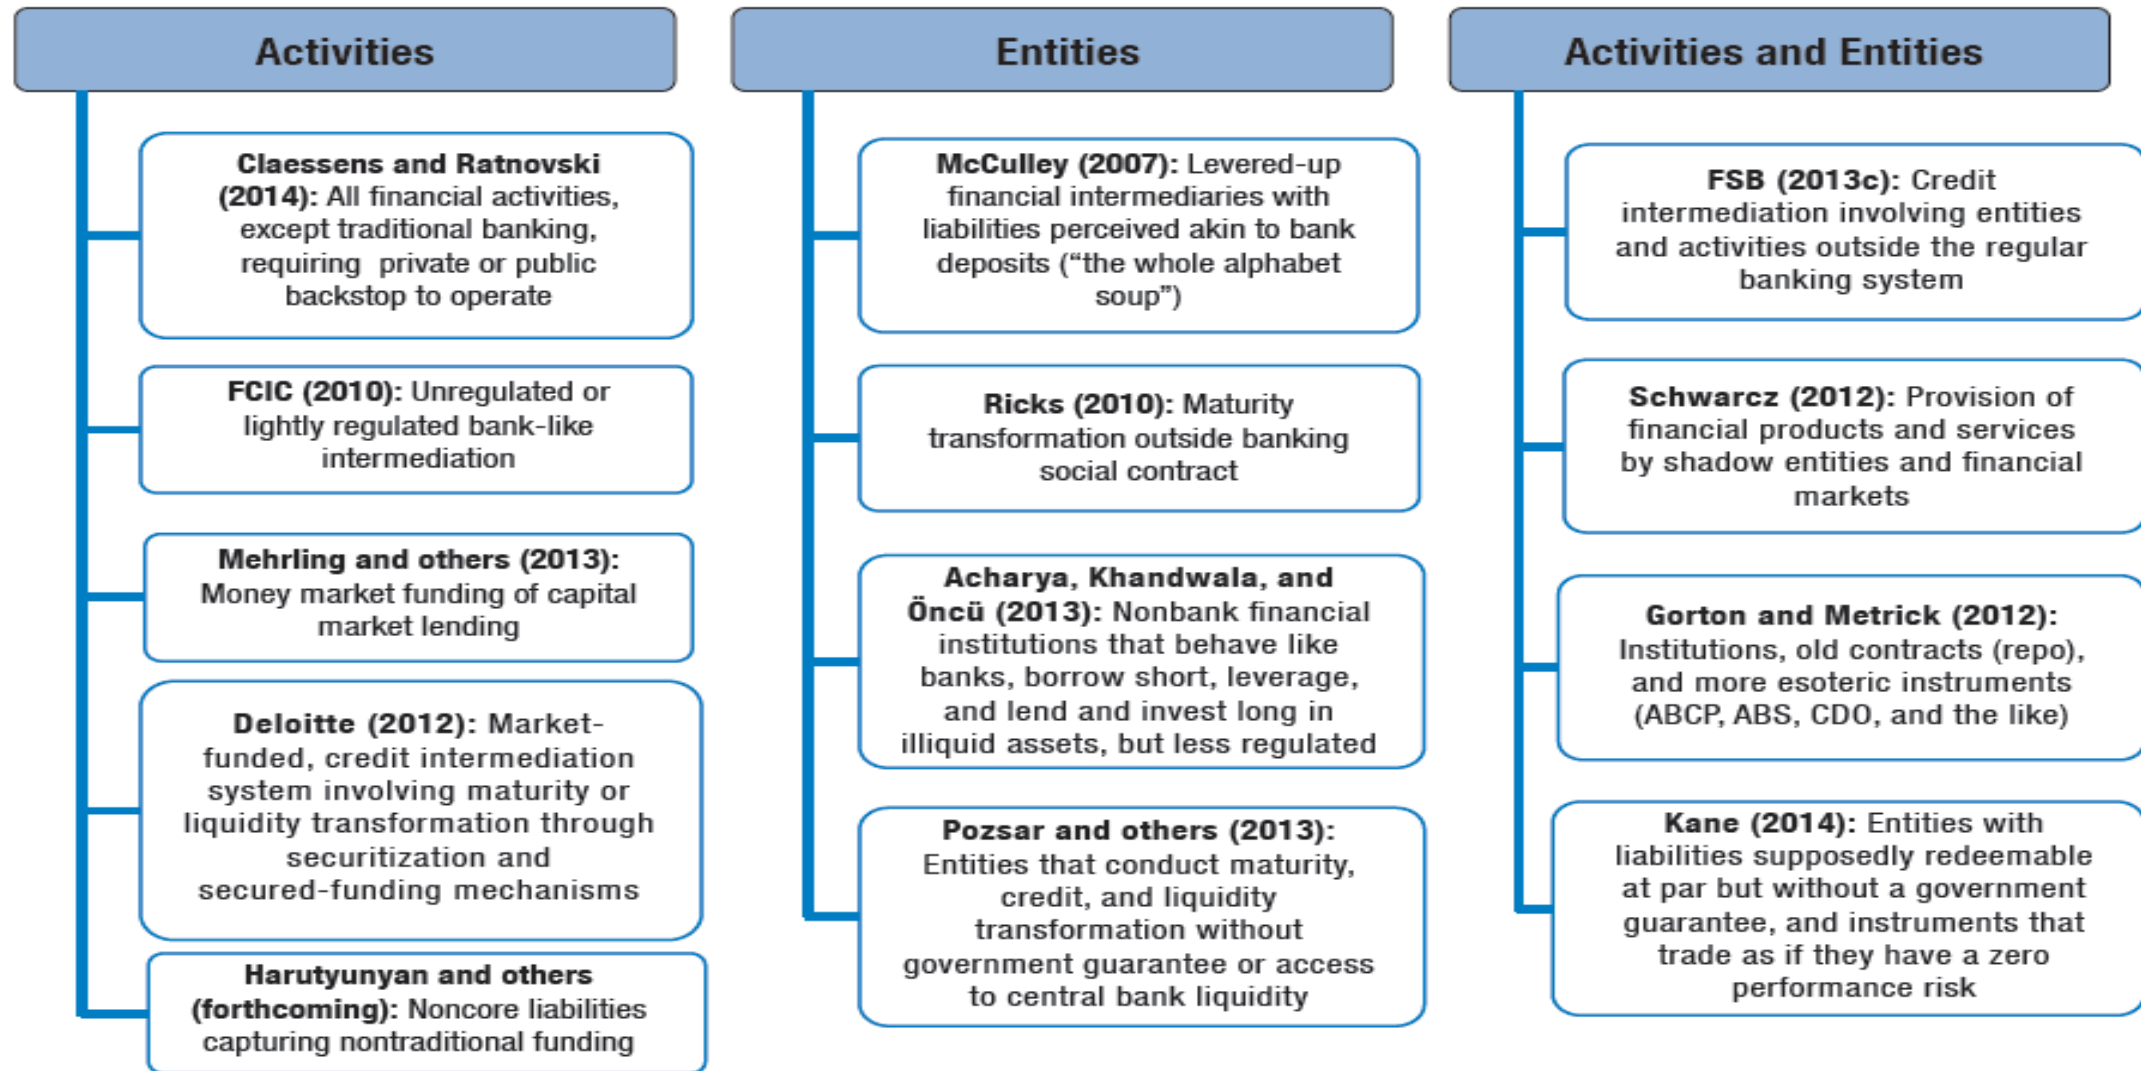 Activities
Claessens and Ratnovski
(2014): All financial activities,
except traditional banking,
requiring private or public
backstop to operate
FCIC (2010): Unregulated or
lightly regulated bank-like
intermediation
Mehrling and others (2013):
Money market funding of capital
market lending
Deloitte (2012): Market-
funded, credit intermediation
system involving maturity or
liquidity transformation through
securitization and
secured-funding mechanisms
Harutyunyan and others
(forthcoming): Noncore liabilities
capturing nontraditional funding
Entities
McCulley (2007): Levered-up
financial intermediaries with
liabilities perceived akin to bank
deposits (“the whole alphabet
soup”)
Ricks (2010): Maturity
transformation outside banking
social contract
Acharya, Khandwala, and
Öncü (2013): Nonbank financial
institutions that behave like
banks, borrow short, leverage,
and lend and invest long in
illiquid assets, but less regulated
Pozsar and others (2013):
Entities that conduct maturity,
credit, and liquidity
transformation without
government guarantee or access
to central bank liquidity
Activities and Entities
FSB (2013c): Credit
intermediation involving entities
and activities outside the regular
banking system
Schwarcz (2012): Provision of
financial products and services
by shadow entities and financial
markets
Gorton and Metrick (2012):
Institutions, old contracts (repo),
and more esoteric instruments
(ABCP, ABS, CDO, and the like)
Kane (2014): Entities with
liabilities supposedly redeemable
at par but without a government
guarantee, and instruments that
trade as if they have a zero
performance risk